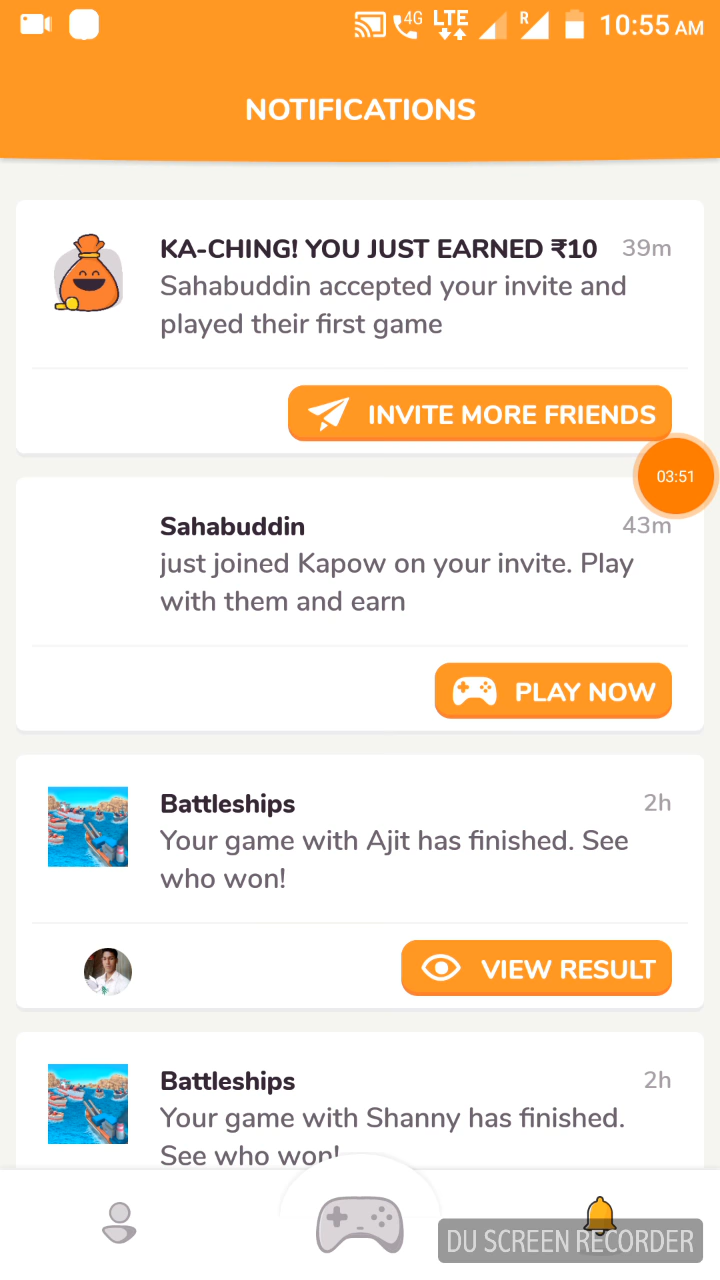 4G LTE R 10:55 AM
NOTIFICATIONS
KA-CHING! YOU JUST EARNED ₹10 39m
Sahabuddin accepted your invite and
played their first game
INVITE MORE FRIENDS
03:51
Sahabuddin 43m
just joined Kapow on your invite. Play
with them and earn
PLAY NOW
Battleships 2h
Your game with Ajit has finished. See
who won!
VIEW RESULT
Battleships 2h
Your game with Shanny has finished.
See who won!
DU SCREEN RECORDER